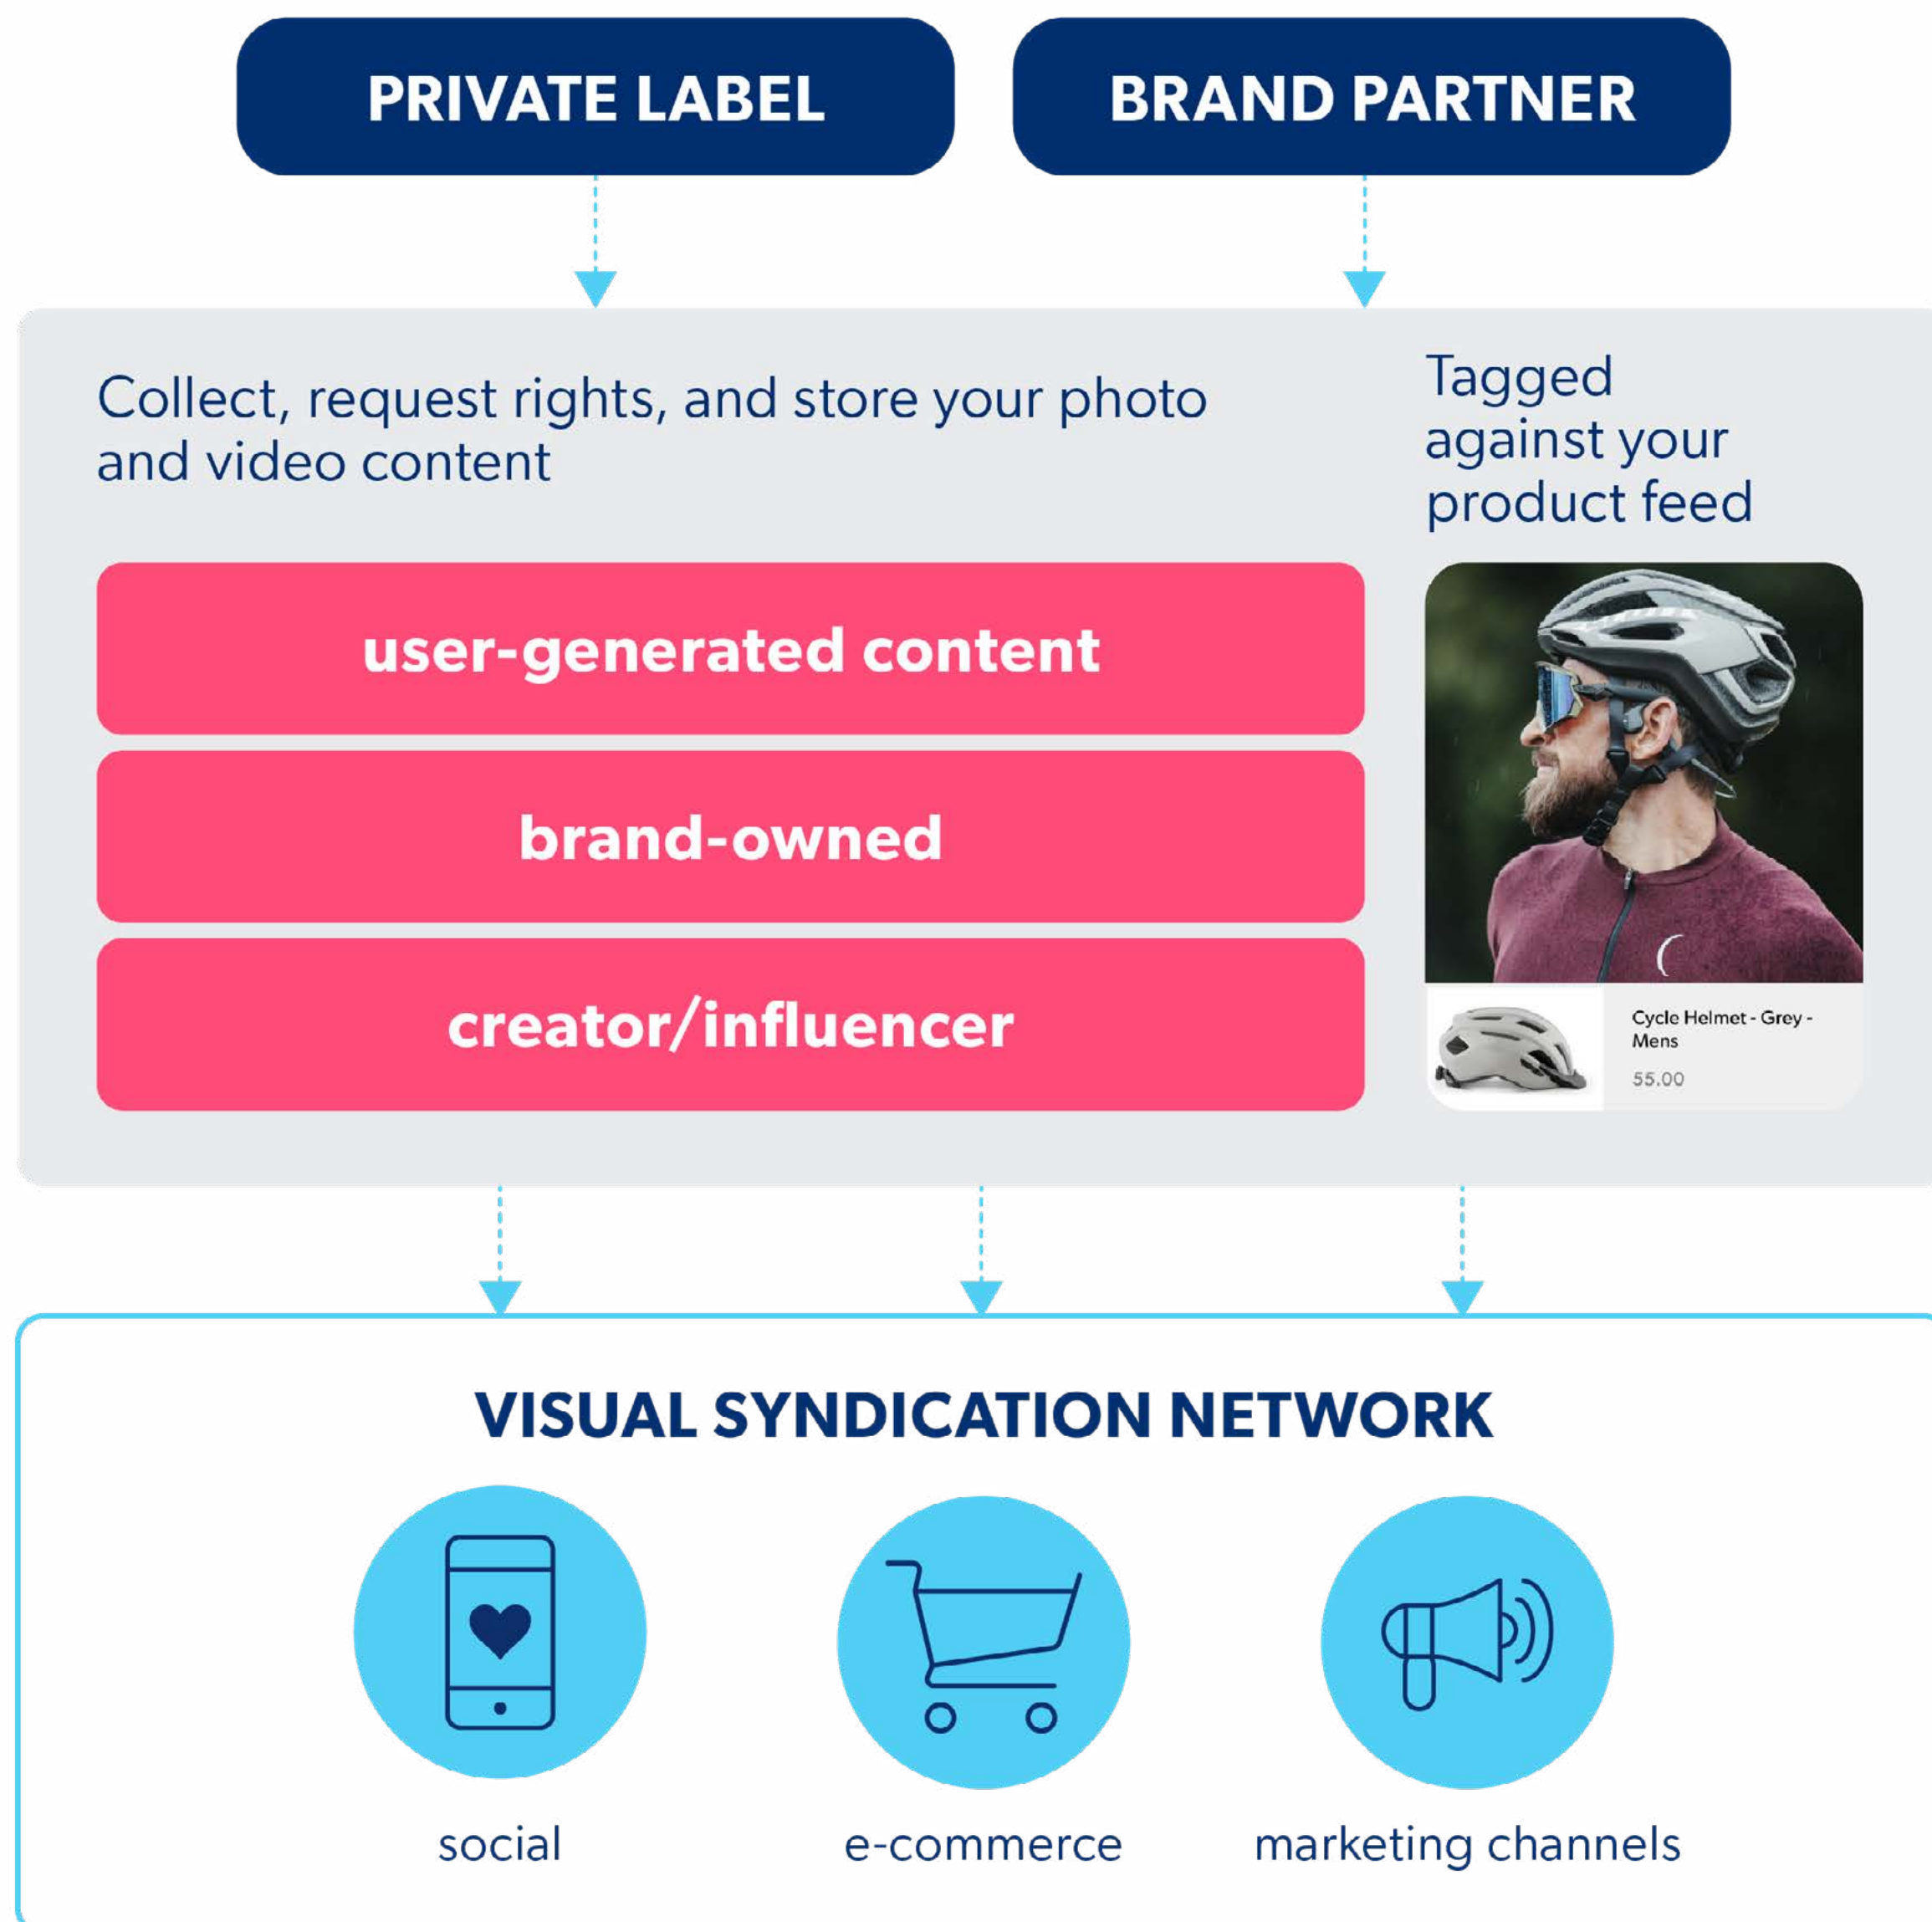 PRIVATE LABEL
BRAND PARTNER
Collect, request rights, and store your photo
and video content
Tagged
against your
product feed
user-generated content
brand-owned
creator/influencer
Cycle Helmet - Grey -
Mens
55.00
VISUAL SYNDICATION NETWORK
social
e-commerce
marketing channels